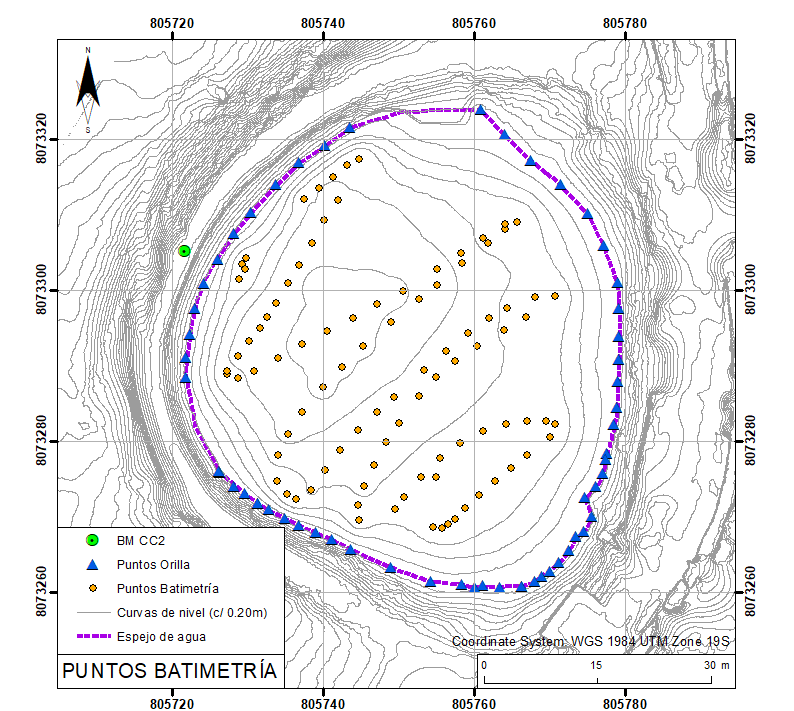 805720 805740 805760 805780
N
S
8073320 8073320
8073300 8073300
8073280 8073280
8073260 8073260
BM CC2
Puntos Orilla
Puntos Batimetría
Curvas de nivel (c/ 0.20m)
Espejo de agua
Coordinate System: WGS 1984 UTM Zone 19S
PUNTOS BATIMETRÍA
0 15 30 m
805720 805740 805760 805780